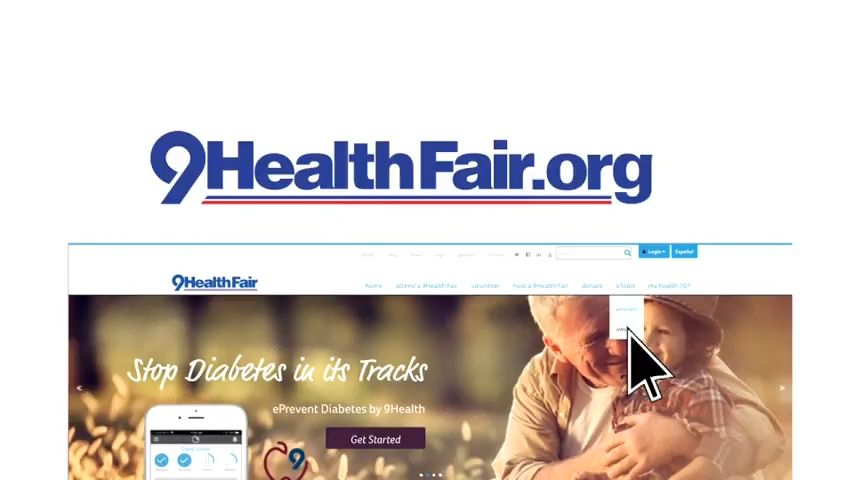 9HealthFair.org
Login
Español
9HealthFair
home attend a 9Health Fair volunteer host a 9Health Fair donate eTools my health 101
Stop Diabetes in its Tracks
ePrevent Diabetes by 9Health
Get Started
9